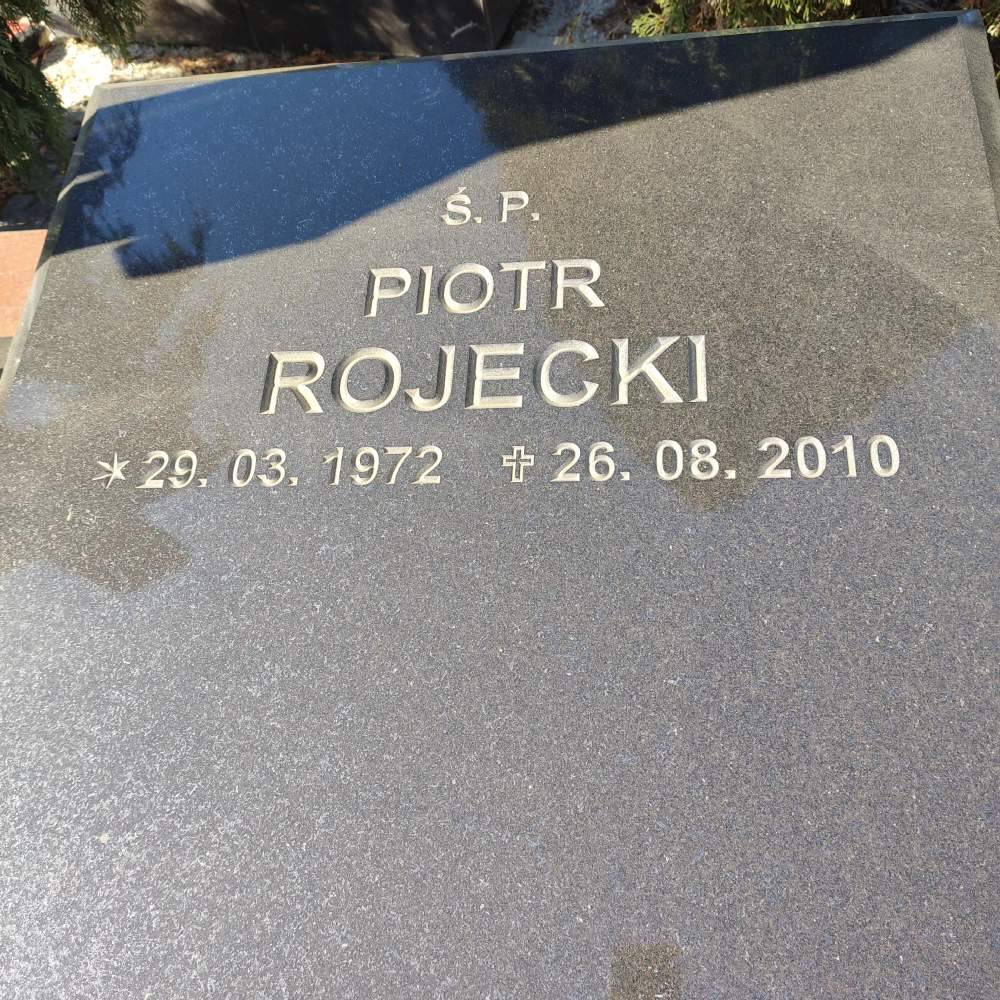 Ś. P.
PIOTR
ROJECKI
* 29. 03. 1972 ✝ 26. 08. 2010